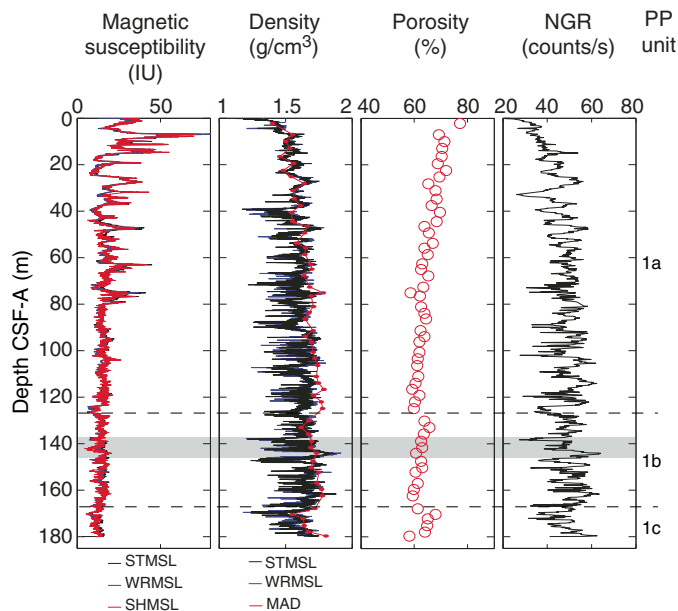 Magnetic susceptibility (IU)
Density (g/cm³)
Porosity (%)
NGR (counts/s)
PP unit
0 50
1 1.5 2
40 60 80
20 40 60 80
Depth CSF-A (m)
0
20
40
60
80
100
120
140
160
180
1a
1b
1c
STMSL
WRMSL
SHMSL
STMSL
WRMSL
MAD